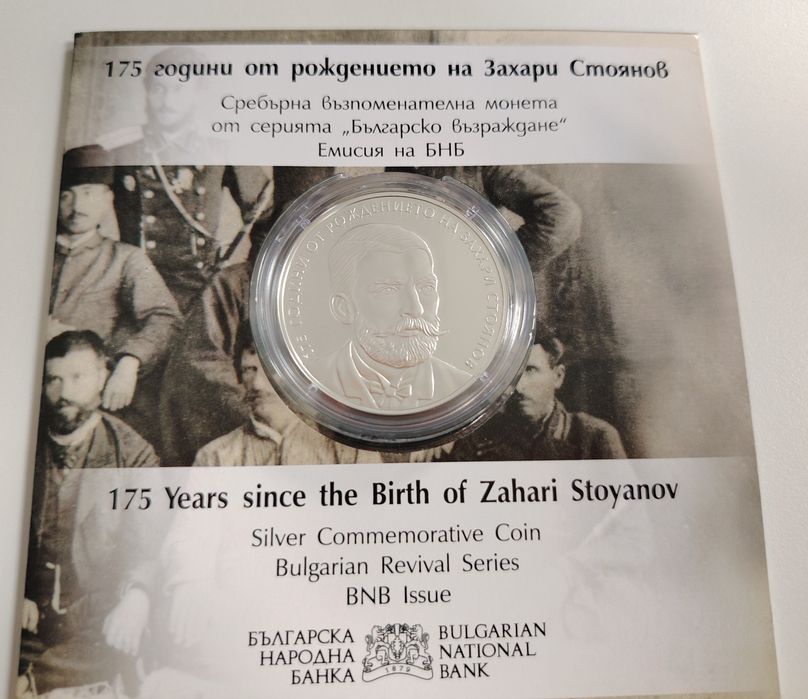 175 години от рождението на Захари Стоянов
Сребърна възпоменателна монета
от серията „Българско възраждане“
Емисия на БНБ
175 ГОДИНИ ОТ РОЖДЕНИЕТО НА ЗАХАРИ СТОЯНОВ
175 Years since the Birth of Zahari Stoyanov
Silver Commemorative Coin
Bulgarian Revival Series
BNB Issue
БЪЛГАРСКА
НАРОДНА
БАНКА
1879
BULGARIAN
NATIONAL
BANK